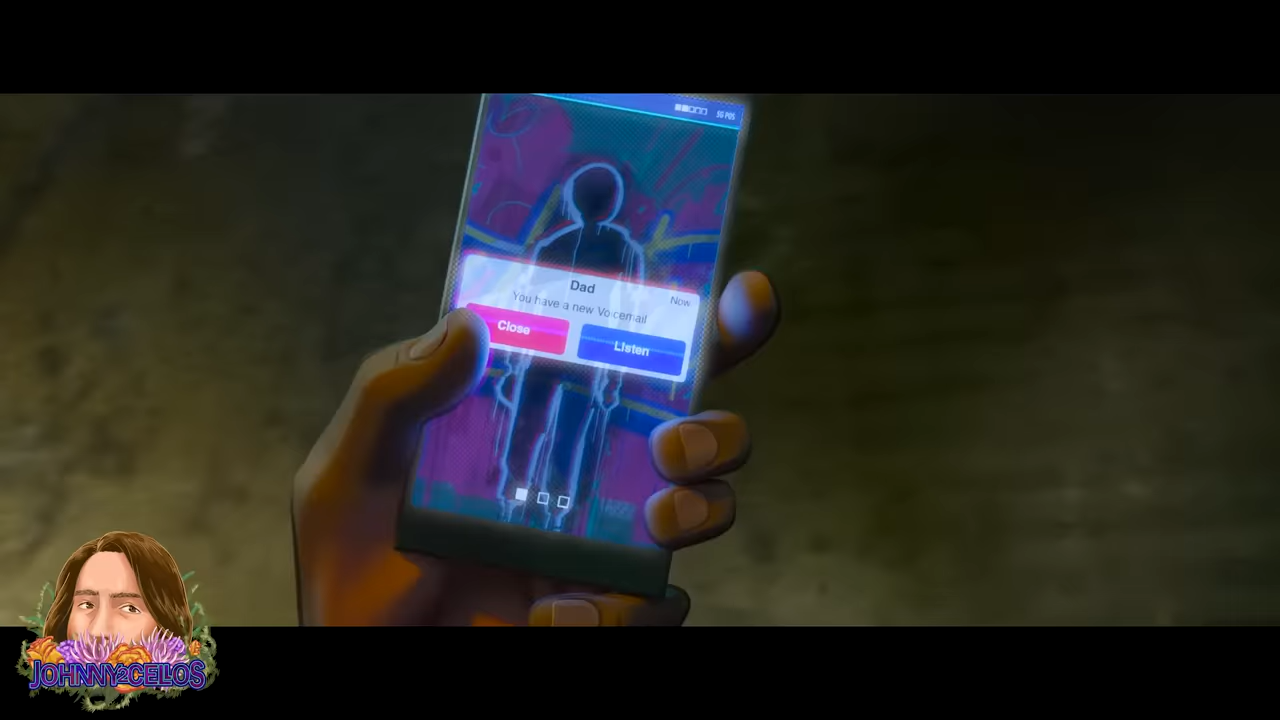 Dad
Now
You have a new Voicemail
Close
Listen
JOHNNY2CELLOS